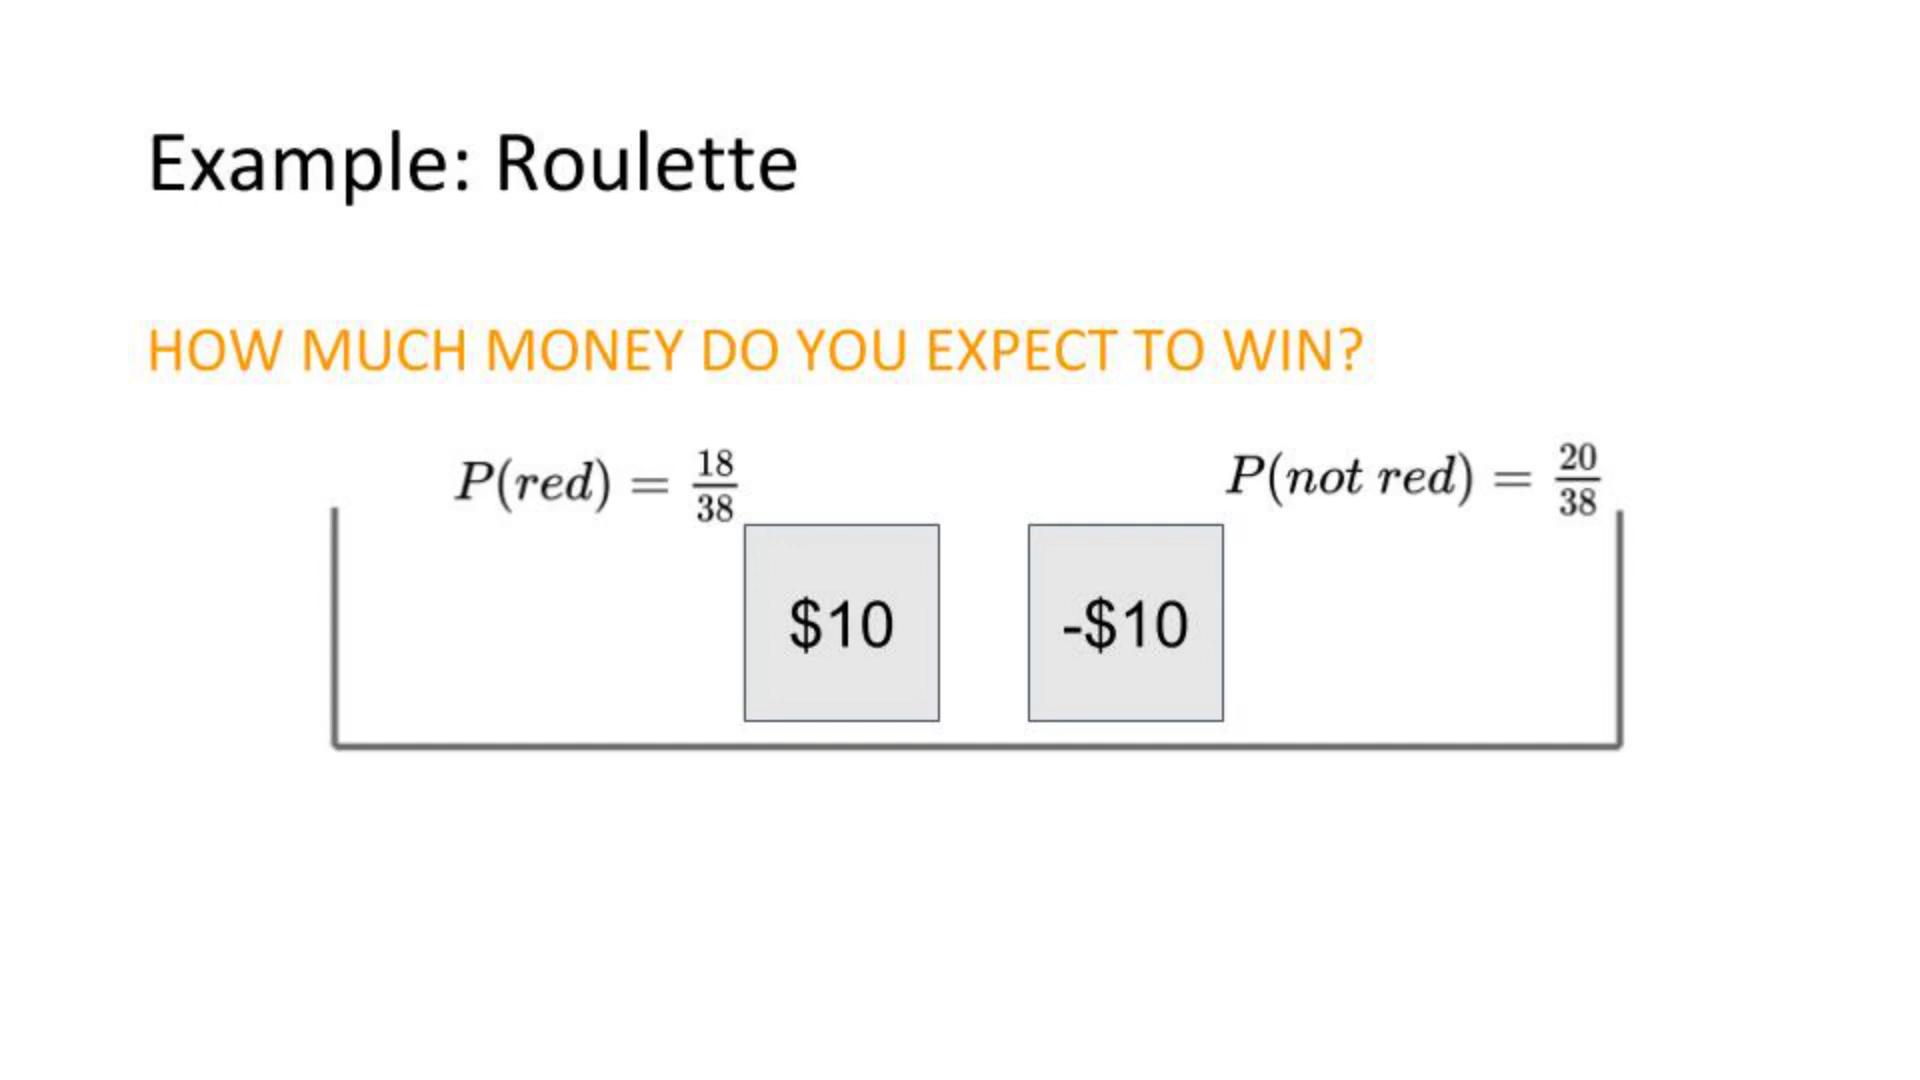 Example: Roulette
HOW MUCH MONEY DO YOU EXPECT TO WIN?
P(red) = 18/38
P(not red) = 20/38
$10
-$10